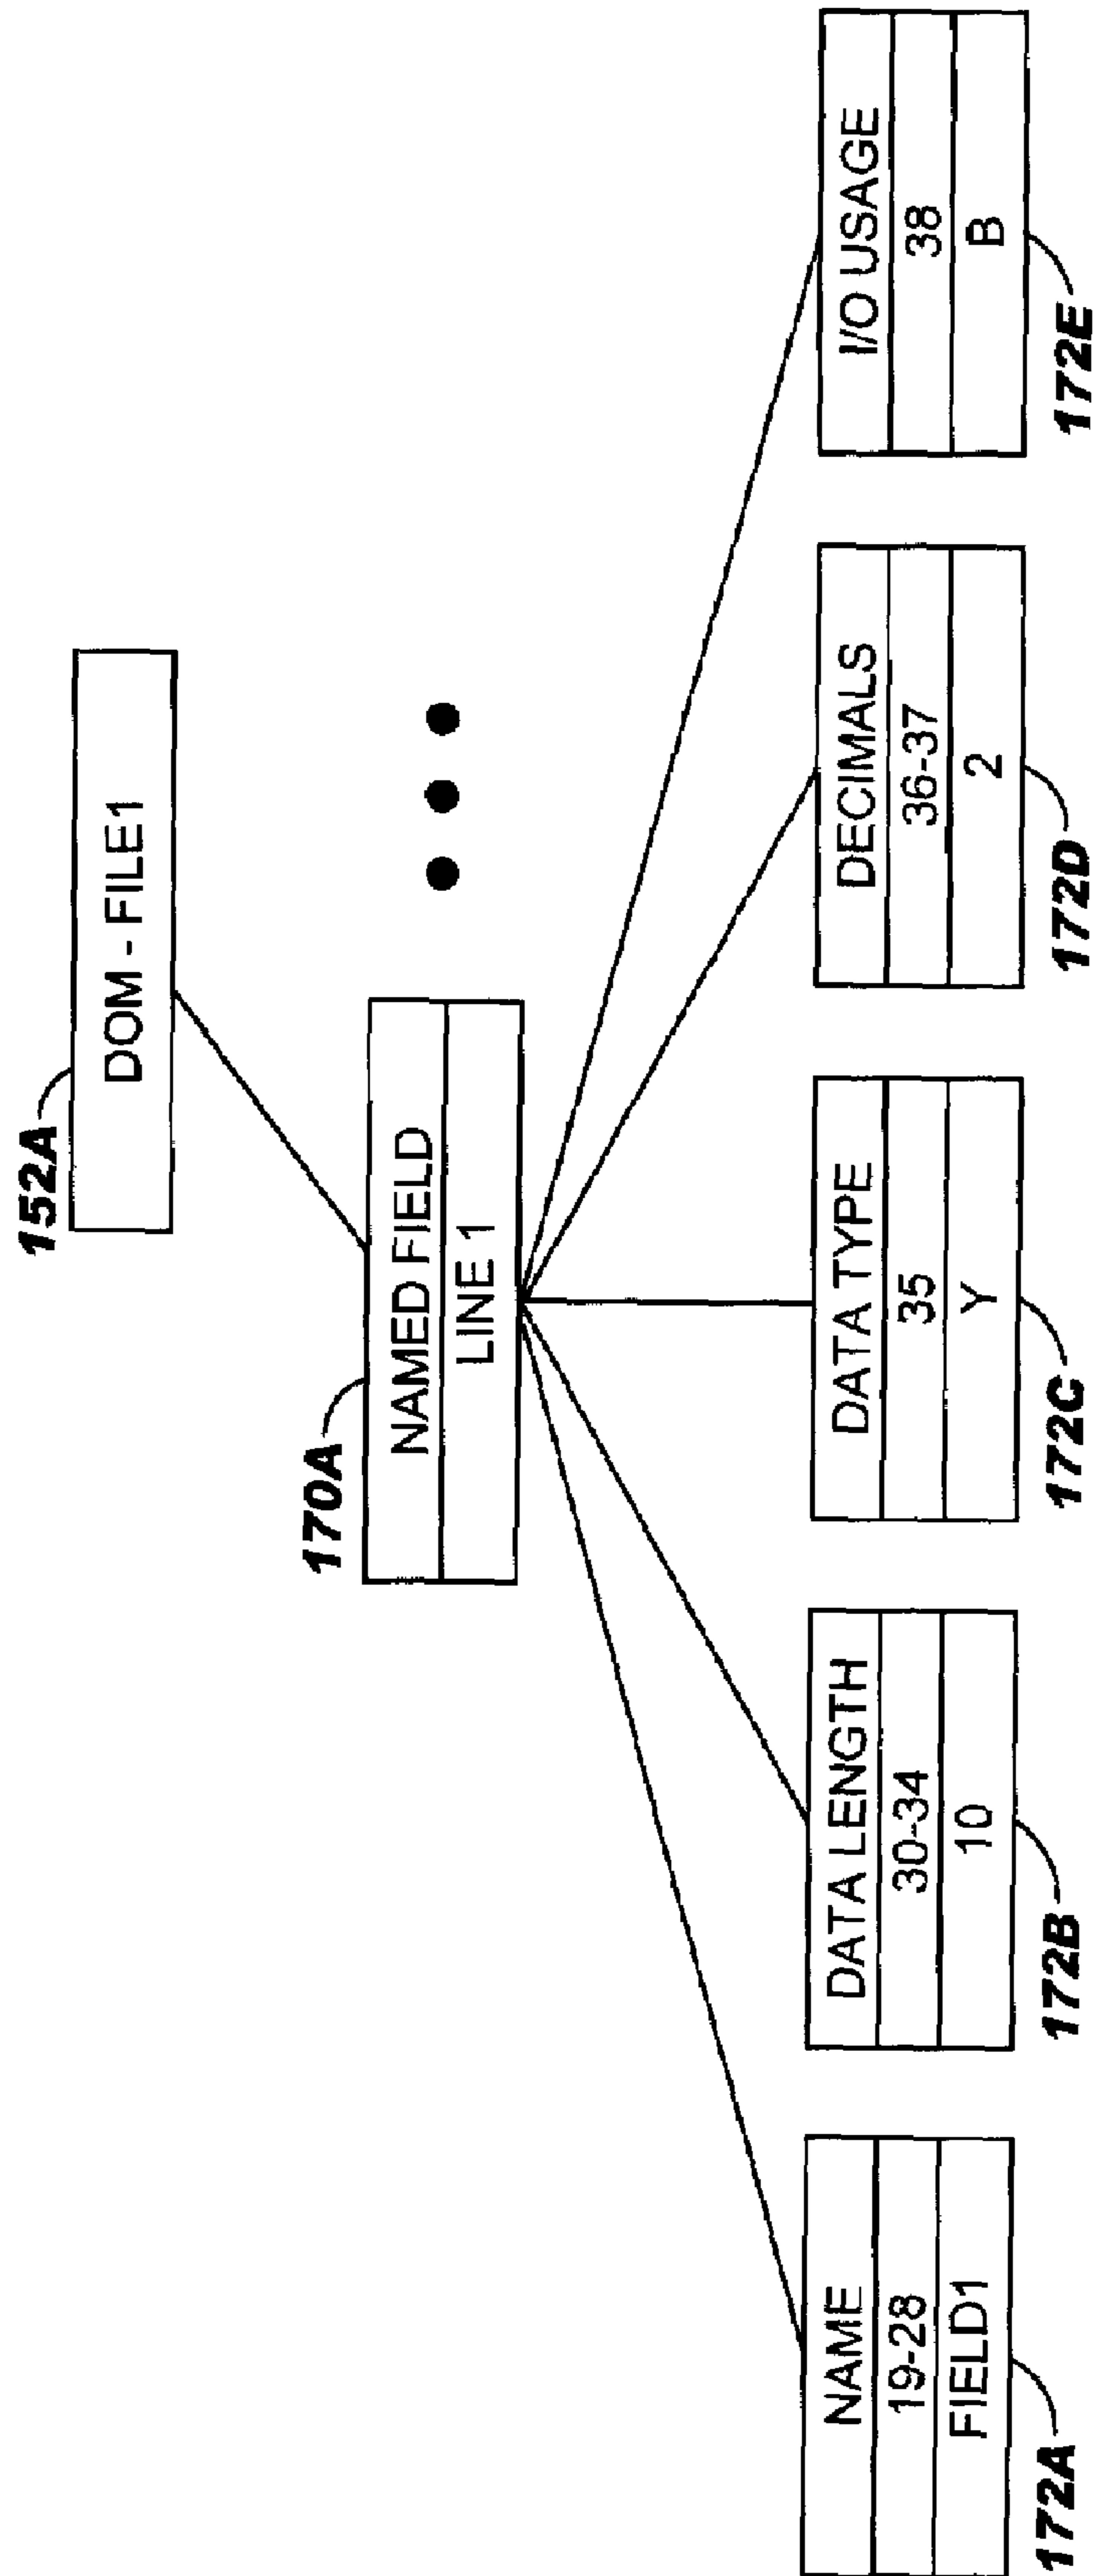 152A
DOM - FILE1
170A
NAMED FIELD
LINE 1
NAME
19-28
FIELD1
172A
DATA LENGTH
30-34
10
172B
DATA TYPE
35
Y
172C
DECIMALS
36-37
2
172D
I/O USAGE
38
B
172E